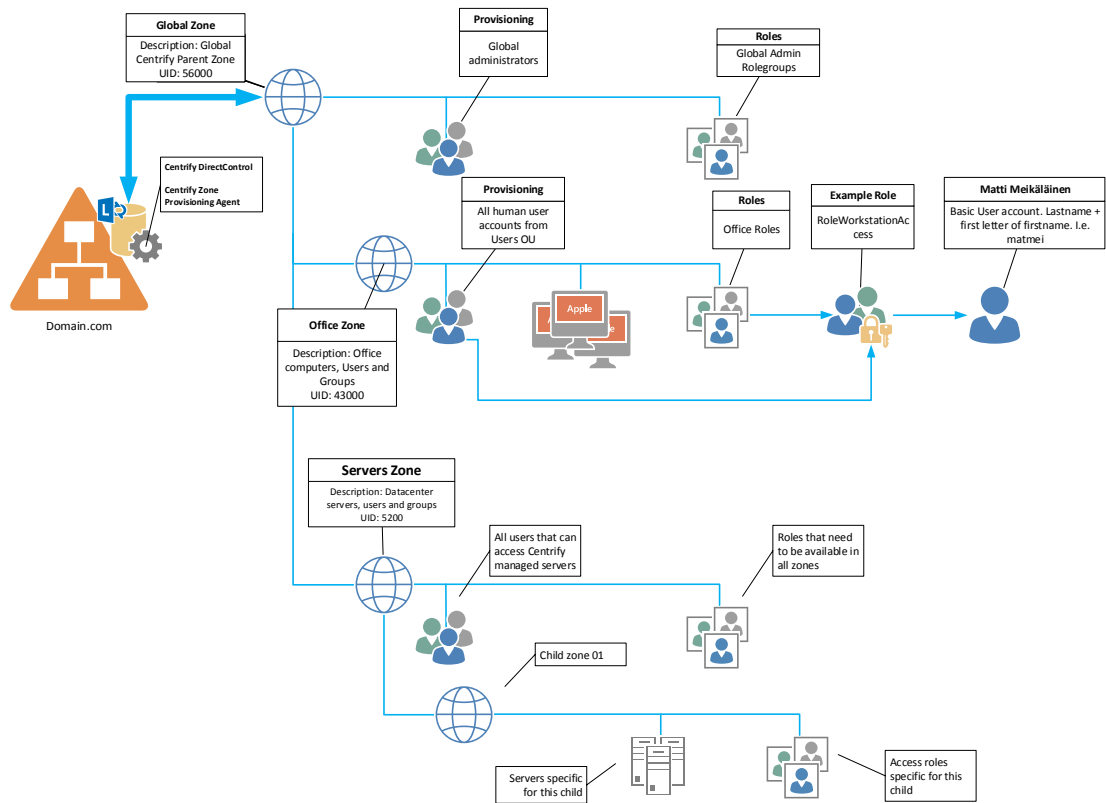 Global Zone
Description: Global
Centrify Parent Zone
UID: 56000
Provisioning
Global
administrators
Roles
Global Admin
Rolegroups
Centrify DirectControl
Centrify Zone
Provisioning Agent
Domain.com
Provisioning
All human user
accounts from
Users OU
Roles
Office Roles
Example Role
RoleWorkstationAc
cess
Matti Meikäläinen
Basic User account. Lastname +
first letter of firstname. I.e.
matmei
Apple
Office Zone
Description: Office
computers, Users and
Groups
UID: 43000
Servers Zone
Description: Datacenter
servers, users and groups
UID: 5200
All users that can
access Centrify
managed servers
Roles that need
to be available in
all zones
Child zone 01
Servers specific
for this child
Access roles
specific for this
child